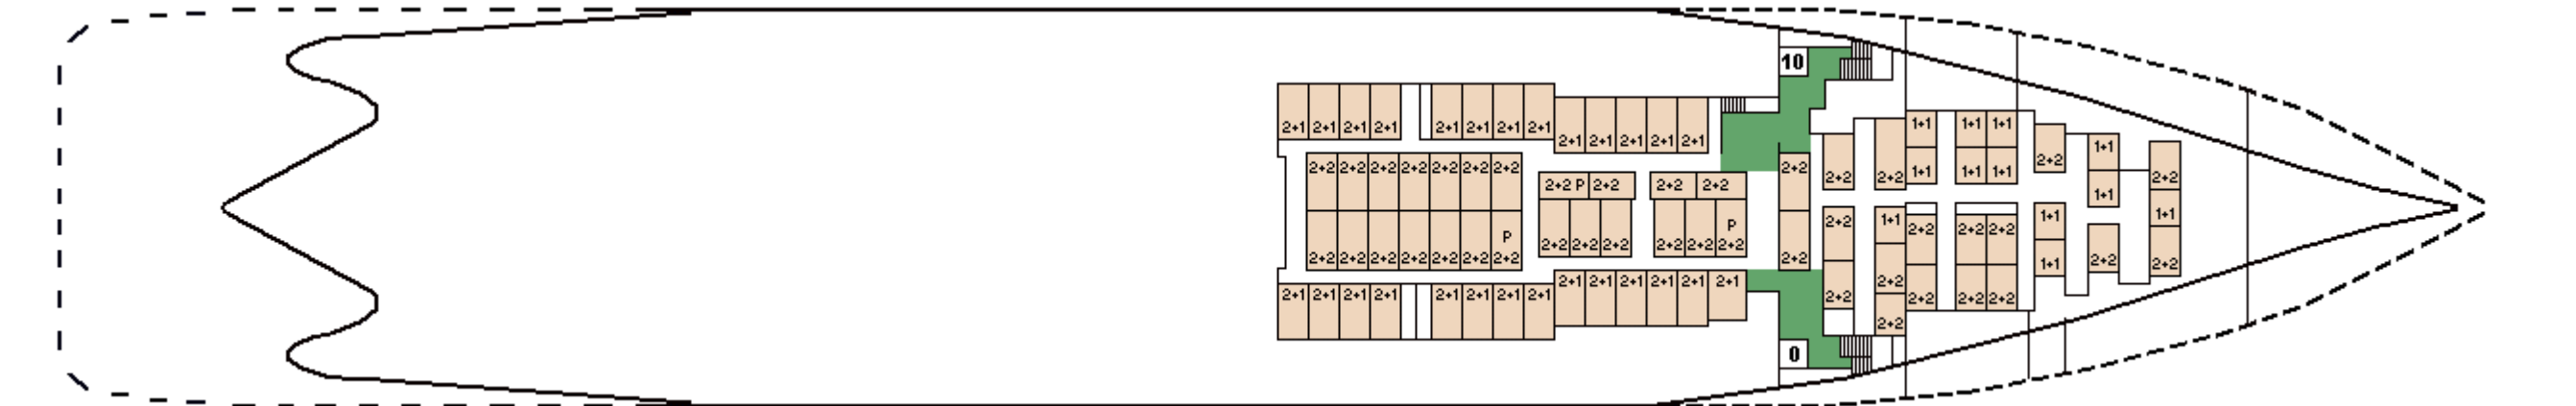 10
1+1 1+1 1+1
2+1 2+1 2+1 2+1 2+1 2+1 2+1 2+1
2+1 2+1 2+1 2+1 2+1
1+1
2+2
2+2 2+2 2+2 2+2 2+2 2+2 2+2
2+2
2+2 2+2 1+1 1+1 1+1
2+2
2+2 P 2+2 2+2 2+2
1+1
1+1 1+1
2+2 1+1 2+2 2+2 2+2
P
P
2+2 2+2 2+2 2+2 2+2 2+2
2+2 2+2 2+2 2+2 2+2 2+2 2+2
2+2
1+1 2+2 2+2
2+2
2+1 2+1 2+1 2+1 2+1 2+1
2+1 2+1 2+1 2+1 2+1 2+1 2+1 2+1
2+2 2+2 2+2 2+2
2+2
0